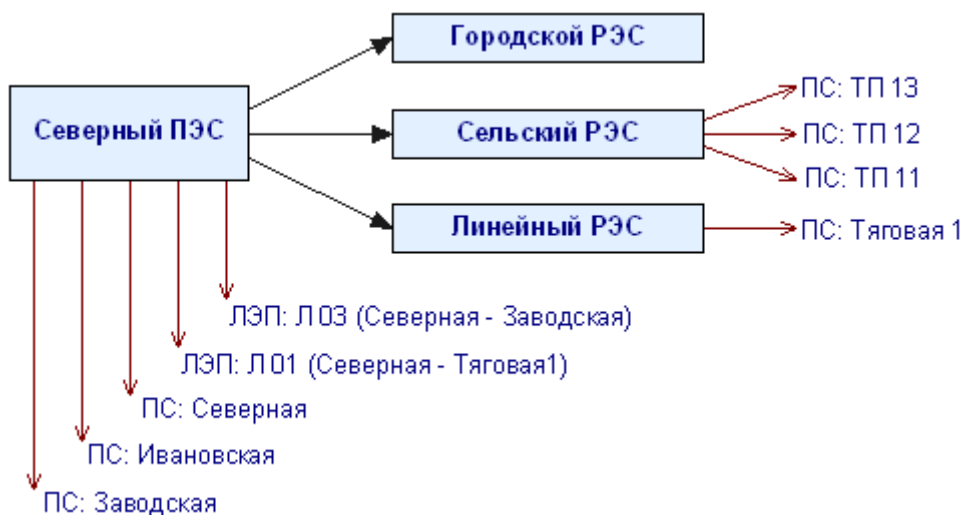 Городской РЭС
ПС: ТП 13
Северный ПЭС
Сельский РЭС
ПС: ТП 12
ПС: ТП 11
Линейный РЭС
ПС: Тяговая 1
ЛЭП: Л 03 (Северная - Заводская)
ЛЭП: Л 01 (Северная - Тяговая1)
ПС: Северная
ПС: Ивановская
ПС: Заводская